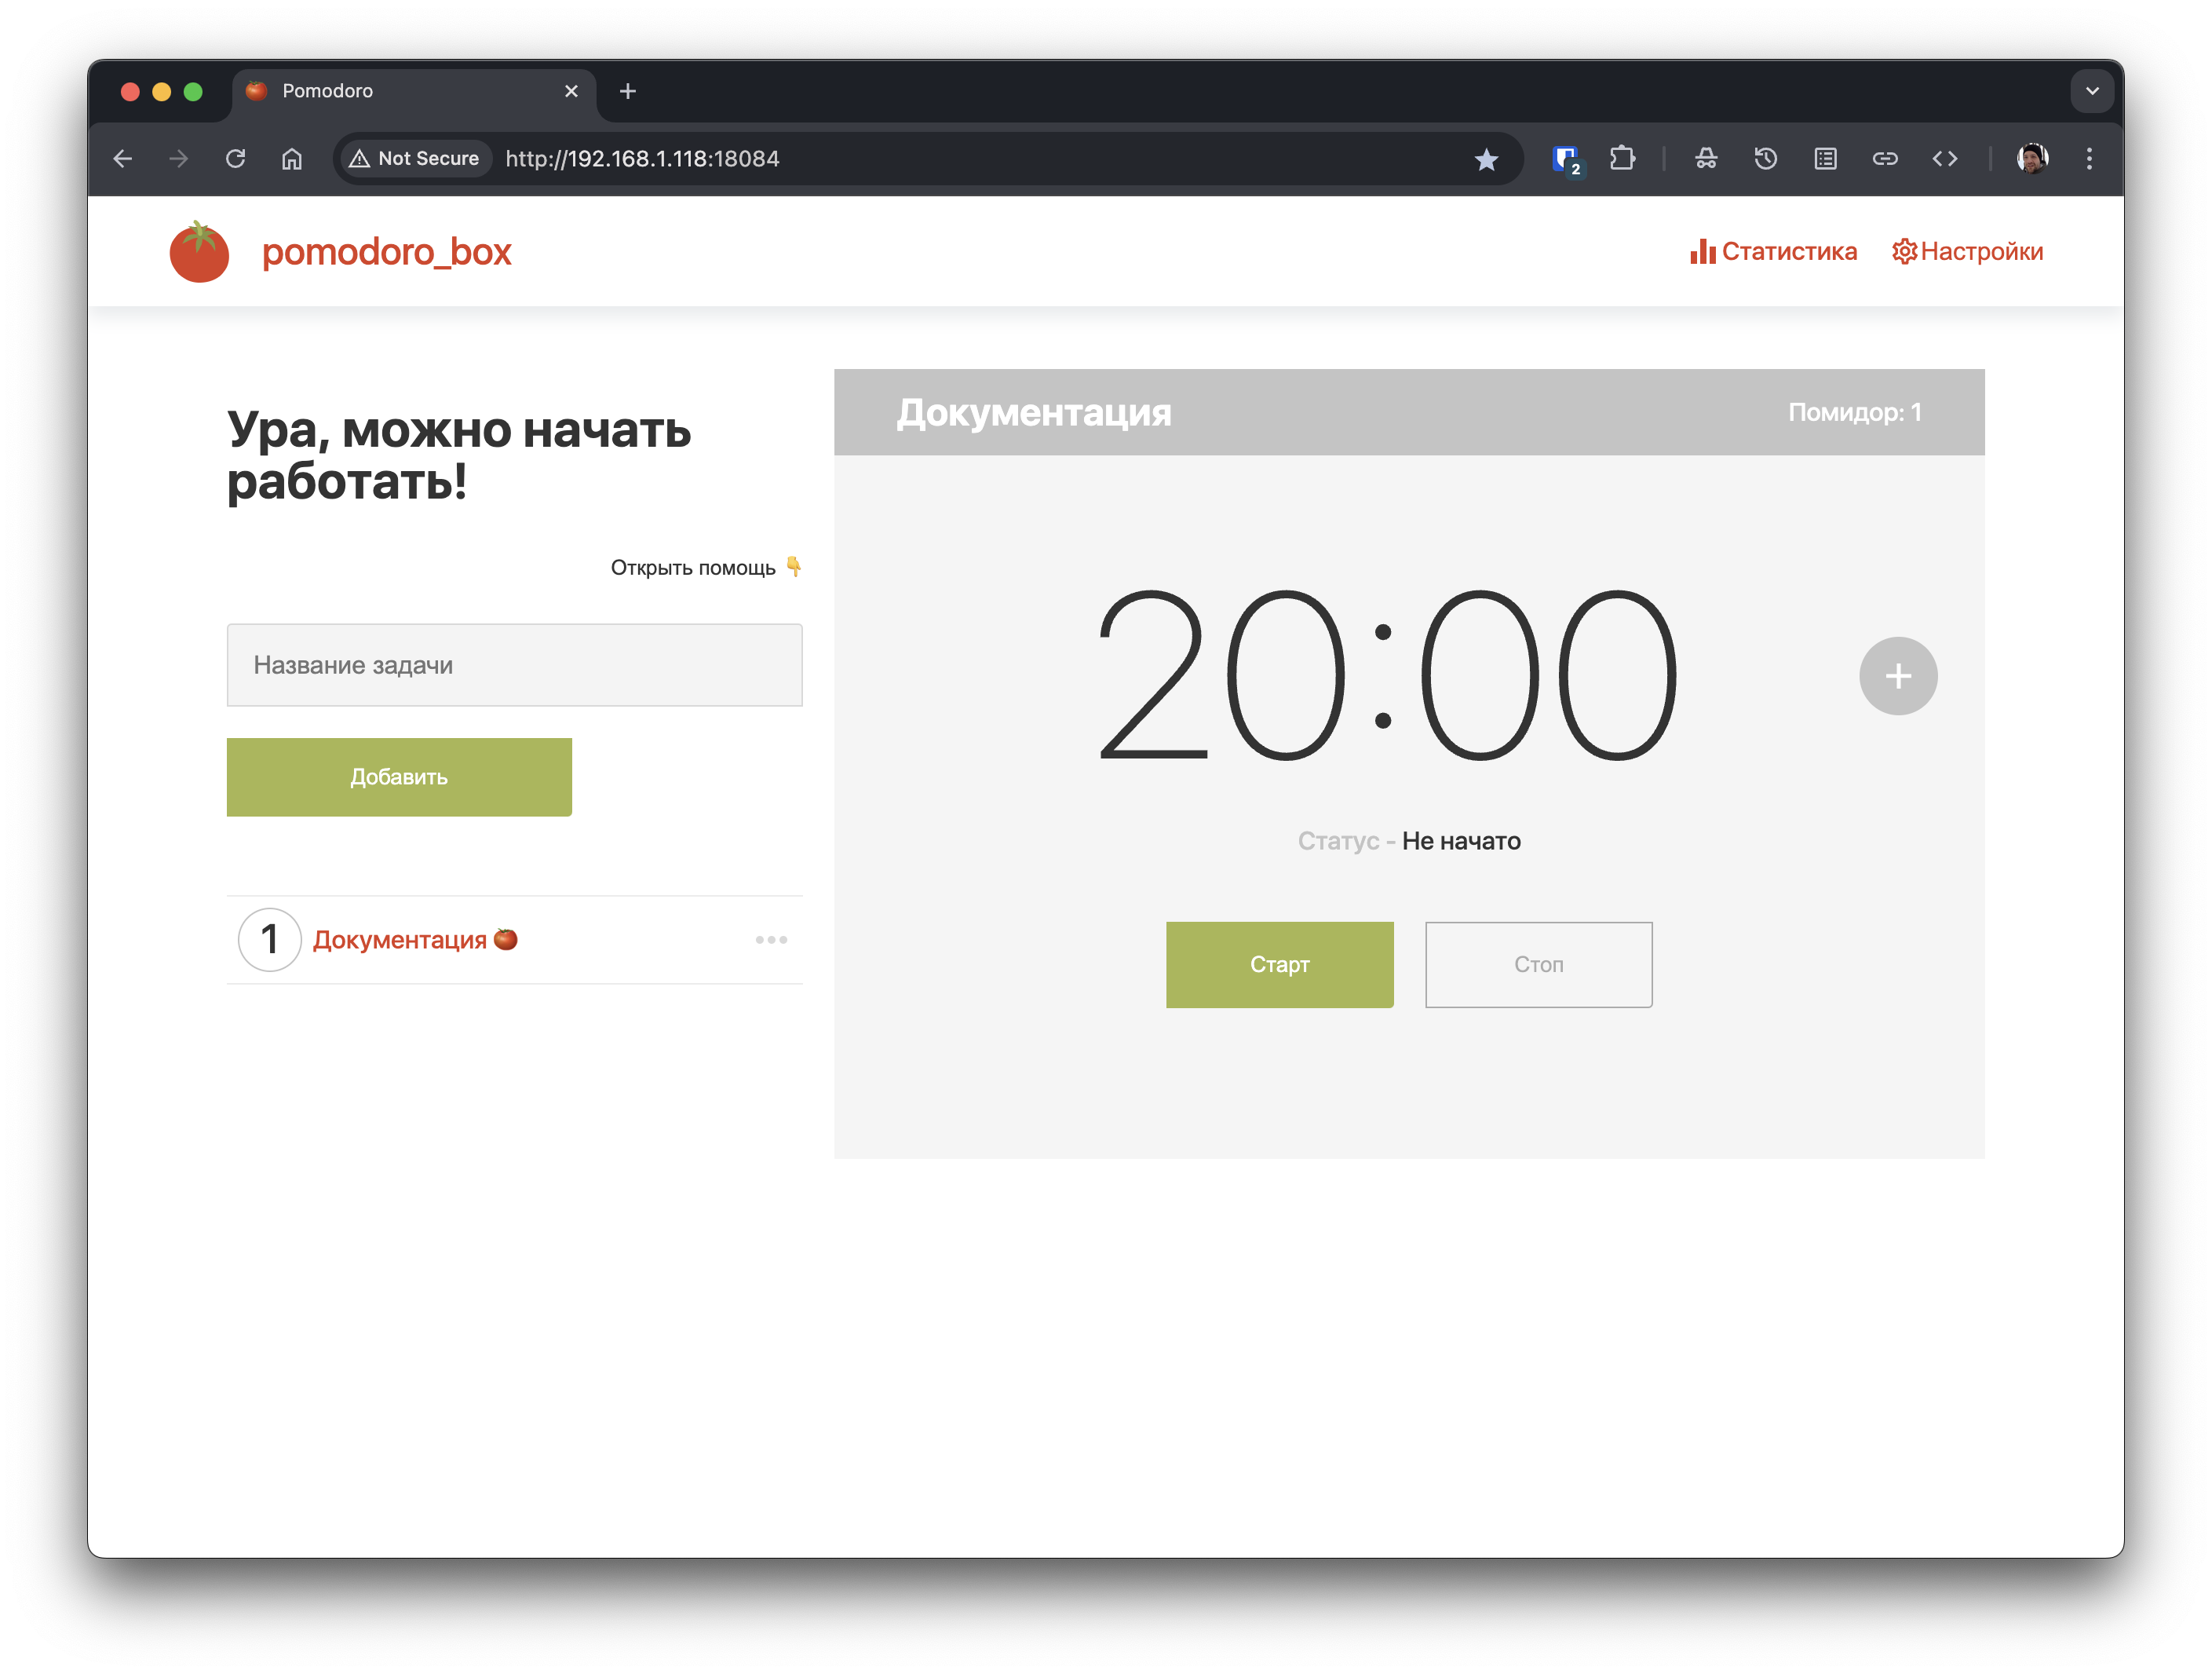 Pomodoro
Not Secure http://192.168.1.118:18084
2
pomodoro_box
Статистика
Настройки
Ура, можно начать
работать!
Открыть помощь 👇
Название задачи
Добавить
1 Документация 🍅
Документация
Помидор: 1
20:00
Статус - Не начато
Старт
Стоп